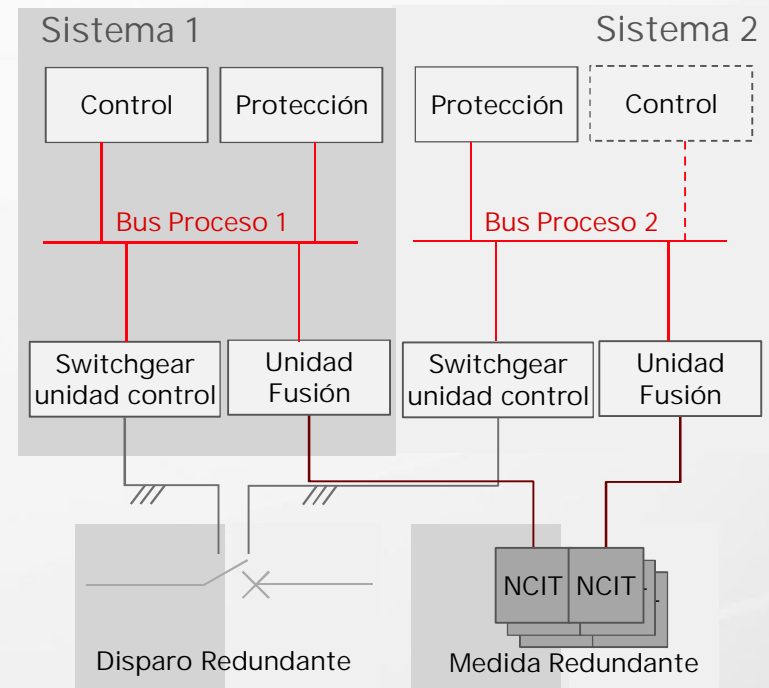 Sistema 1
Sistema 2
Control
Protección
Protección
Control
Bus Proceso 1
Bus Proceso 2
Switchgear
unidad control
Unidad
Fusión
Switchgear
unidad control
Unidad
Fusión
NCIT
NCIT
Disparo Redundante
Medida Redundante